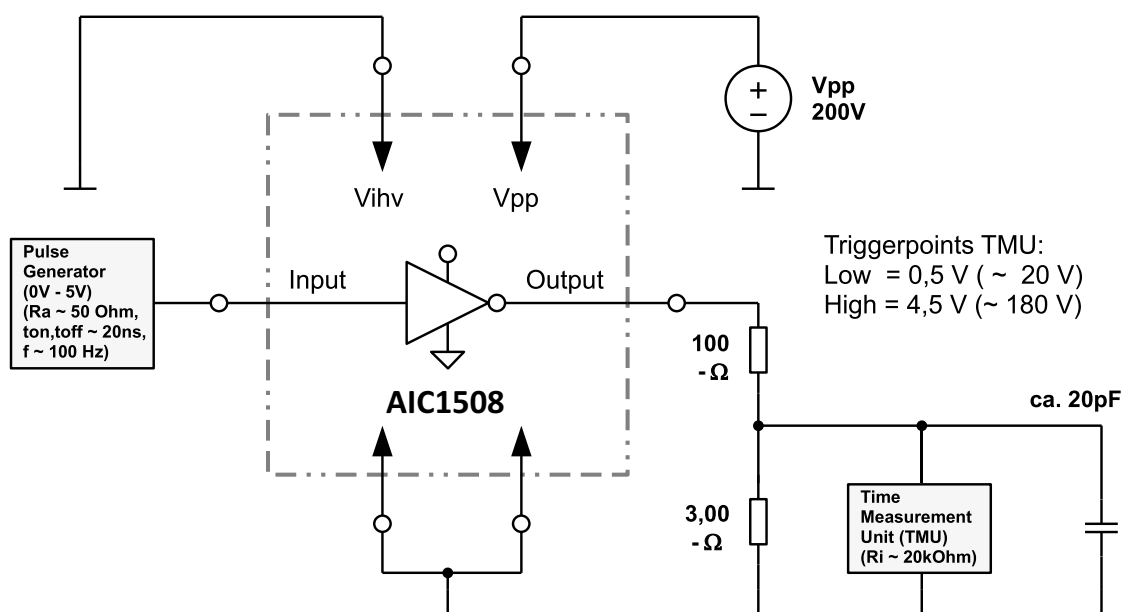 Vpp
200V
Vihv
Vpp
Pulse
Generator
(0V - 5V)
(Ra ~ 50 Ohm,
ton,toff ~ 20ns,
f ~ 100 Hz)
Input
Output
Triggerpoints TMU:
Low = 0,5 V ( ~ 20 V)
High = 4,5 V (~ 180 V)
100
- Ω
AIC1508
ca. 20pF
3,00
- Ω
Time
Measurement
Unit (TMU)
(Ri ~ 20kOhm)